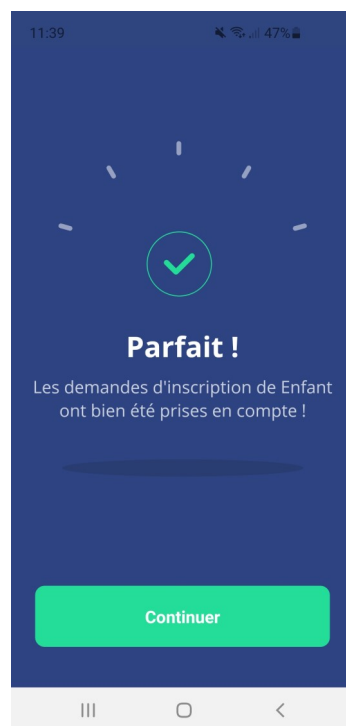 11:39 47%
Parfait !
Les demandes d'inscription de Enfant
ont bien été prises en compte !
Continuer